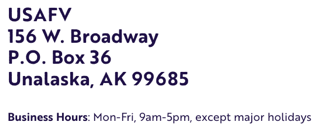 USAFV
156 W. Broadway
P.O. Box 36
Unalaska, AK 99685
Business Hours: Mon-Fri, 9am-5pm, except major holidays